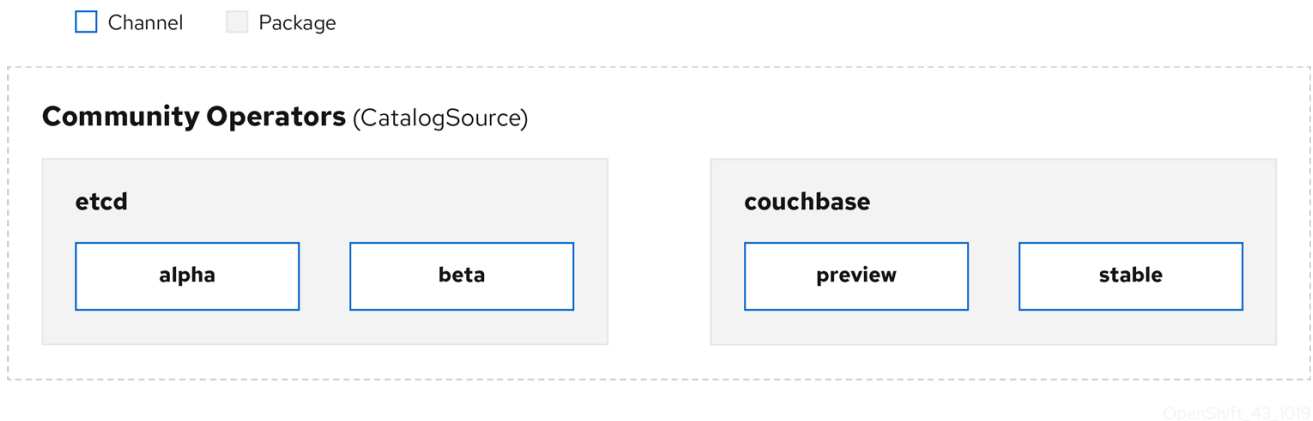 Channel Package
Community Operators (CatalogSource)
etcd couchbase
alpha beta preview stable
OpenShift_43_1019